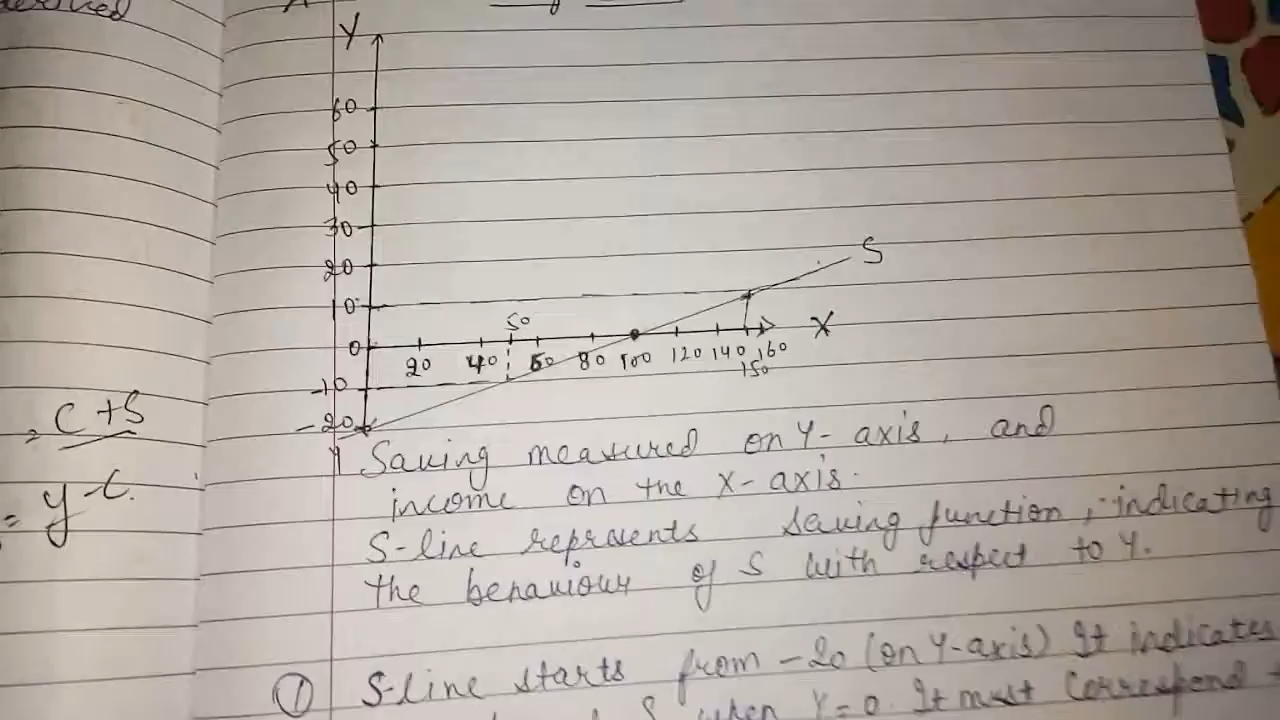 Y
60
50
40
30
20
10
0
-10
-20
50
20 40 60 80 100 120 140 160
150
X
S
= C+S
= Y-C.
Saving measured on Y-axis, and
income on the X-axis.
S-line reprsents saving function, indicating
the behaviour of S with respect to Y.
① S-line starts from -20 (on Y-axis) It indicates
S when Y=0. It must correspond